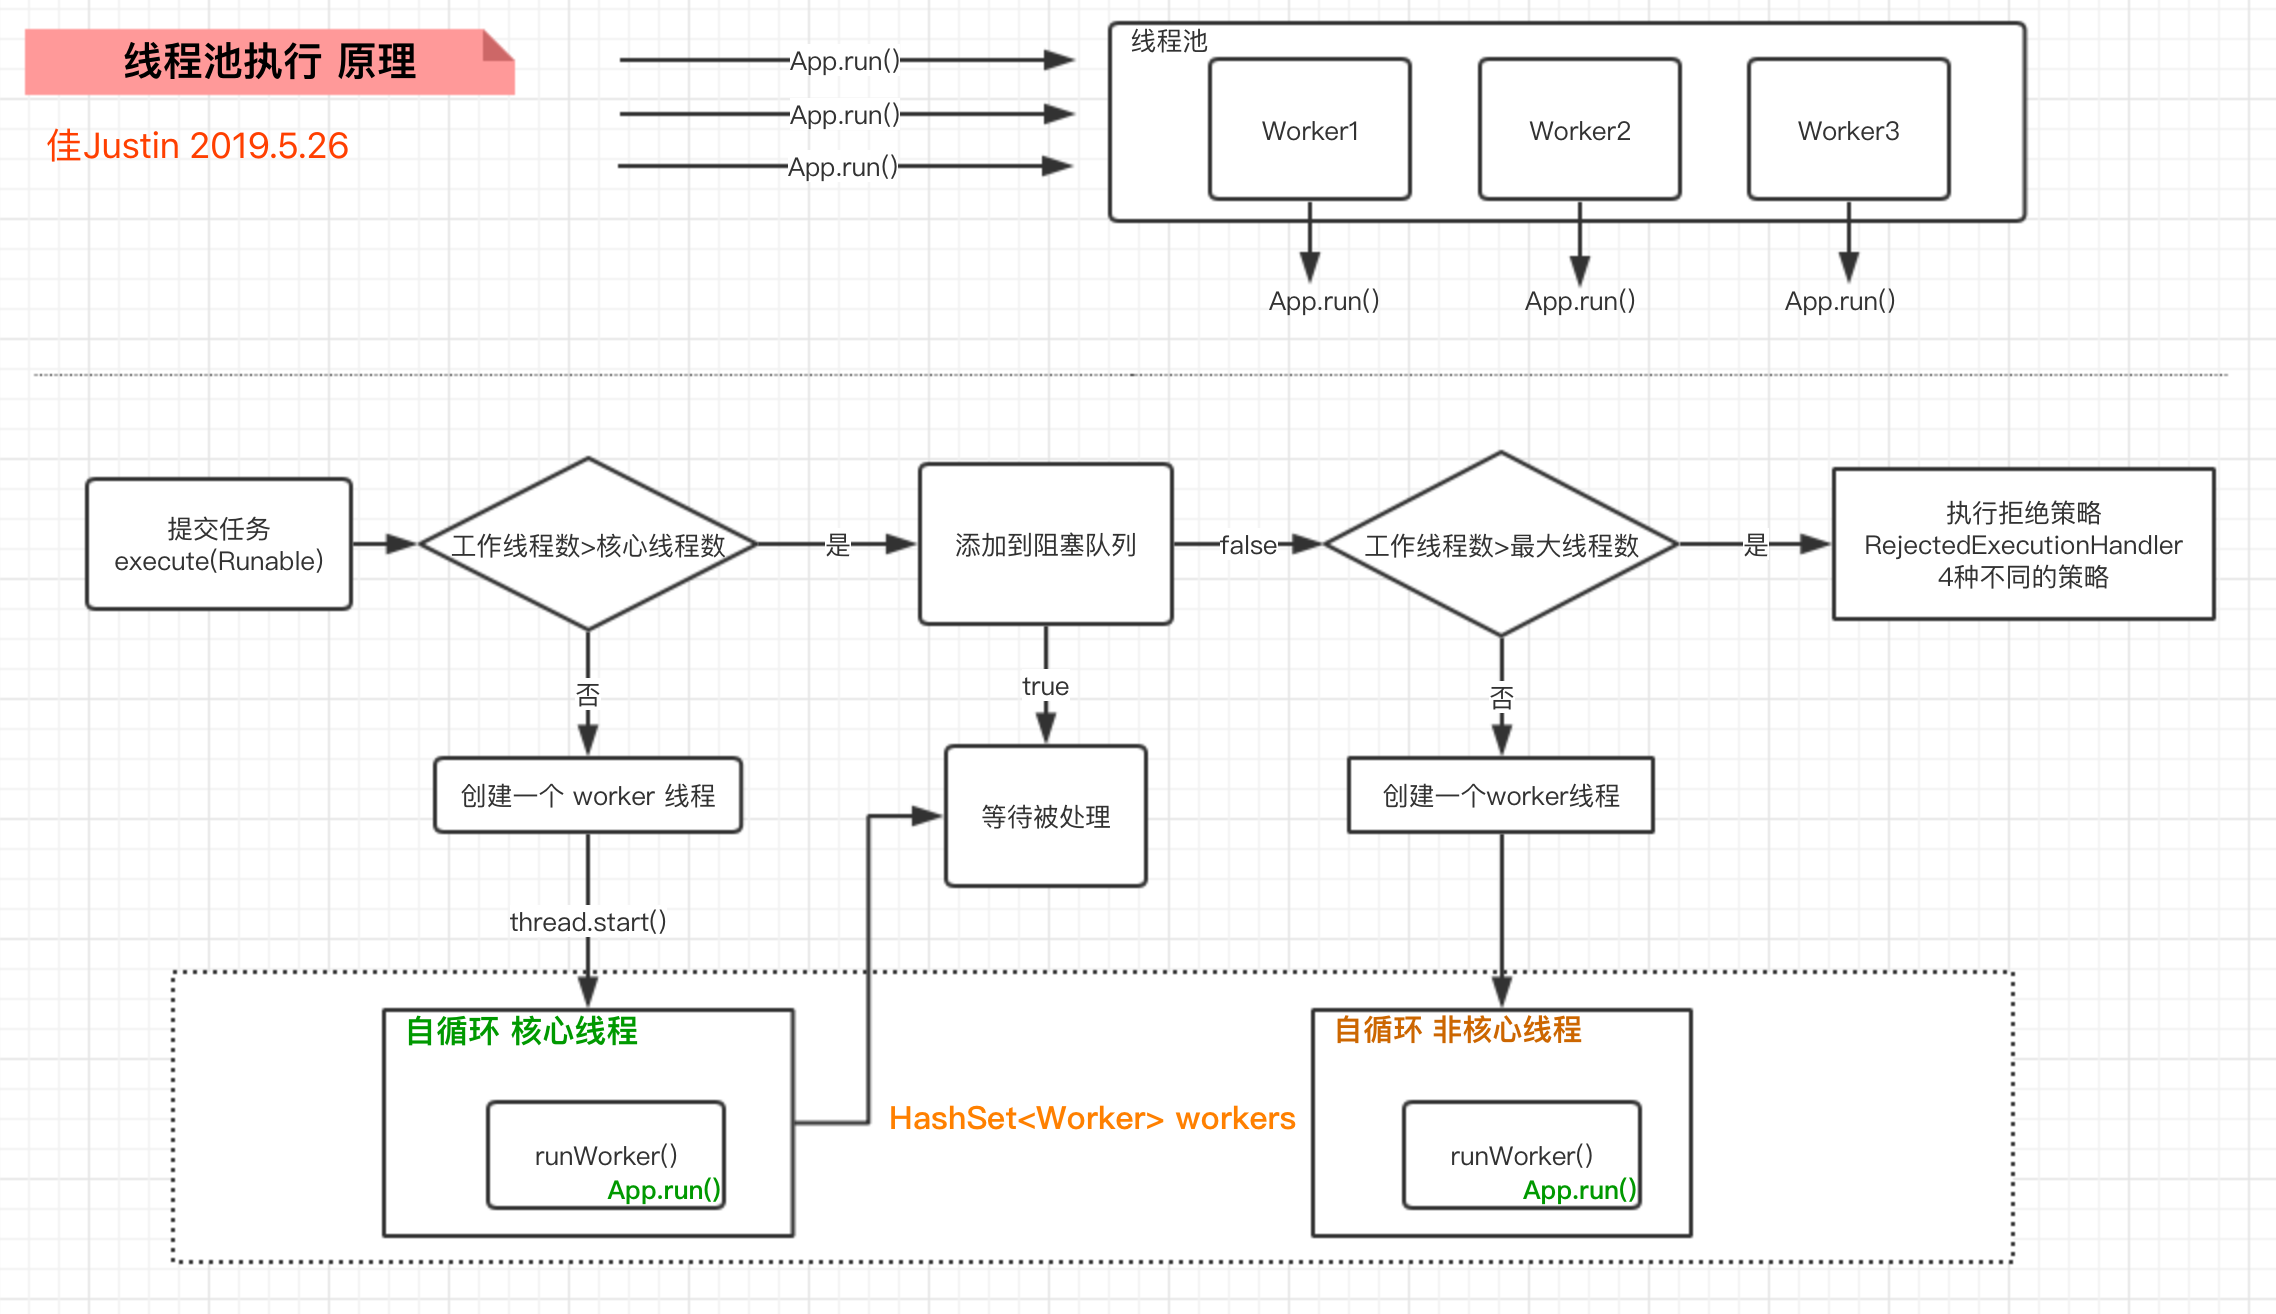 线程池执行 原理
佳Justin 2019.5.26
App.run()
App.run()
App.run()
线程池
Worker1
Worker2
Worker3
App.run()
App.run()
App.run()
提交任务
execute(Runable)
工作线程数>核心线程数
是
添加到阻塞队列
false
工作线程数>最大线程数
是
执行拒绝策略
RejectedExecutionHandler
4种不同的策略
否
true
否
创建一个 worker 线程
等待被处理
创建一个worker线程
thread.start()
自循环 核心线程
runWorker()
App.run()
HashSet<Worker> workers
自循环 非核心线程
runWorker()
App.run()